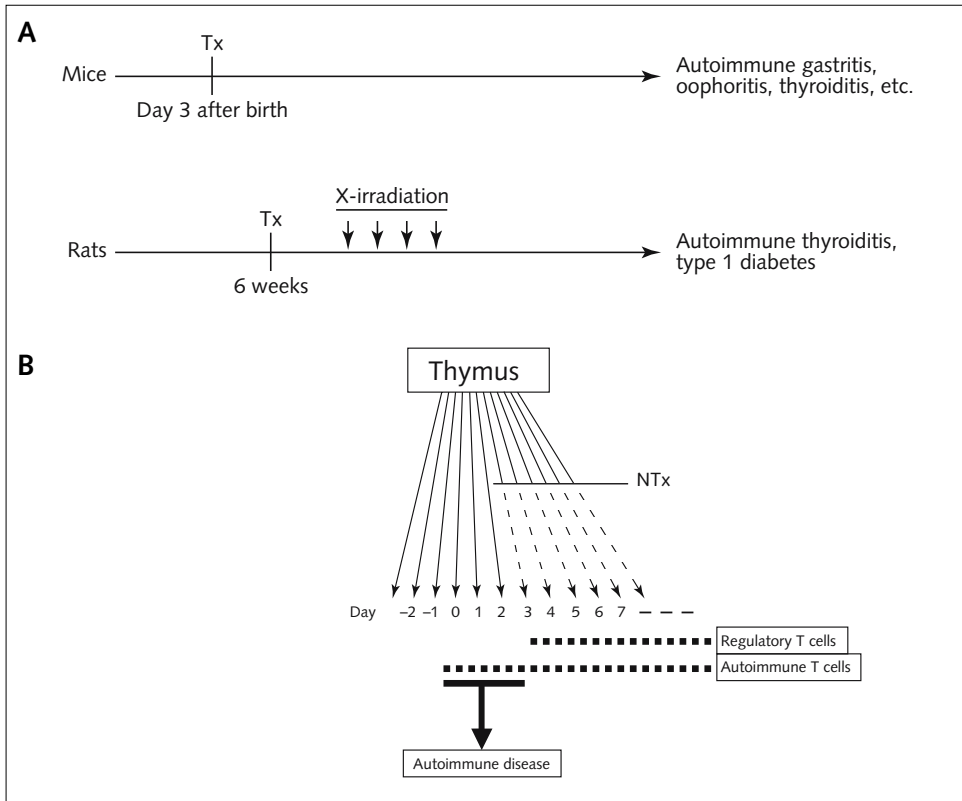 A
Tx
Mice
Day 3 after birth
Autoimmune gastritis,
oophoritis, thyroiditis, etc.
X-irradiation
Tx
Rats
6 weeks
Autoimmune thyroiditis,
type 1 diabetes
B
Thymus
NTx
Day –2 –1 0 1 2 3 4 5 6 7
Regulatory T cells
Autoimmune T cells
Autoimmune disease